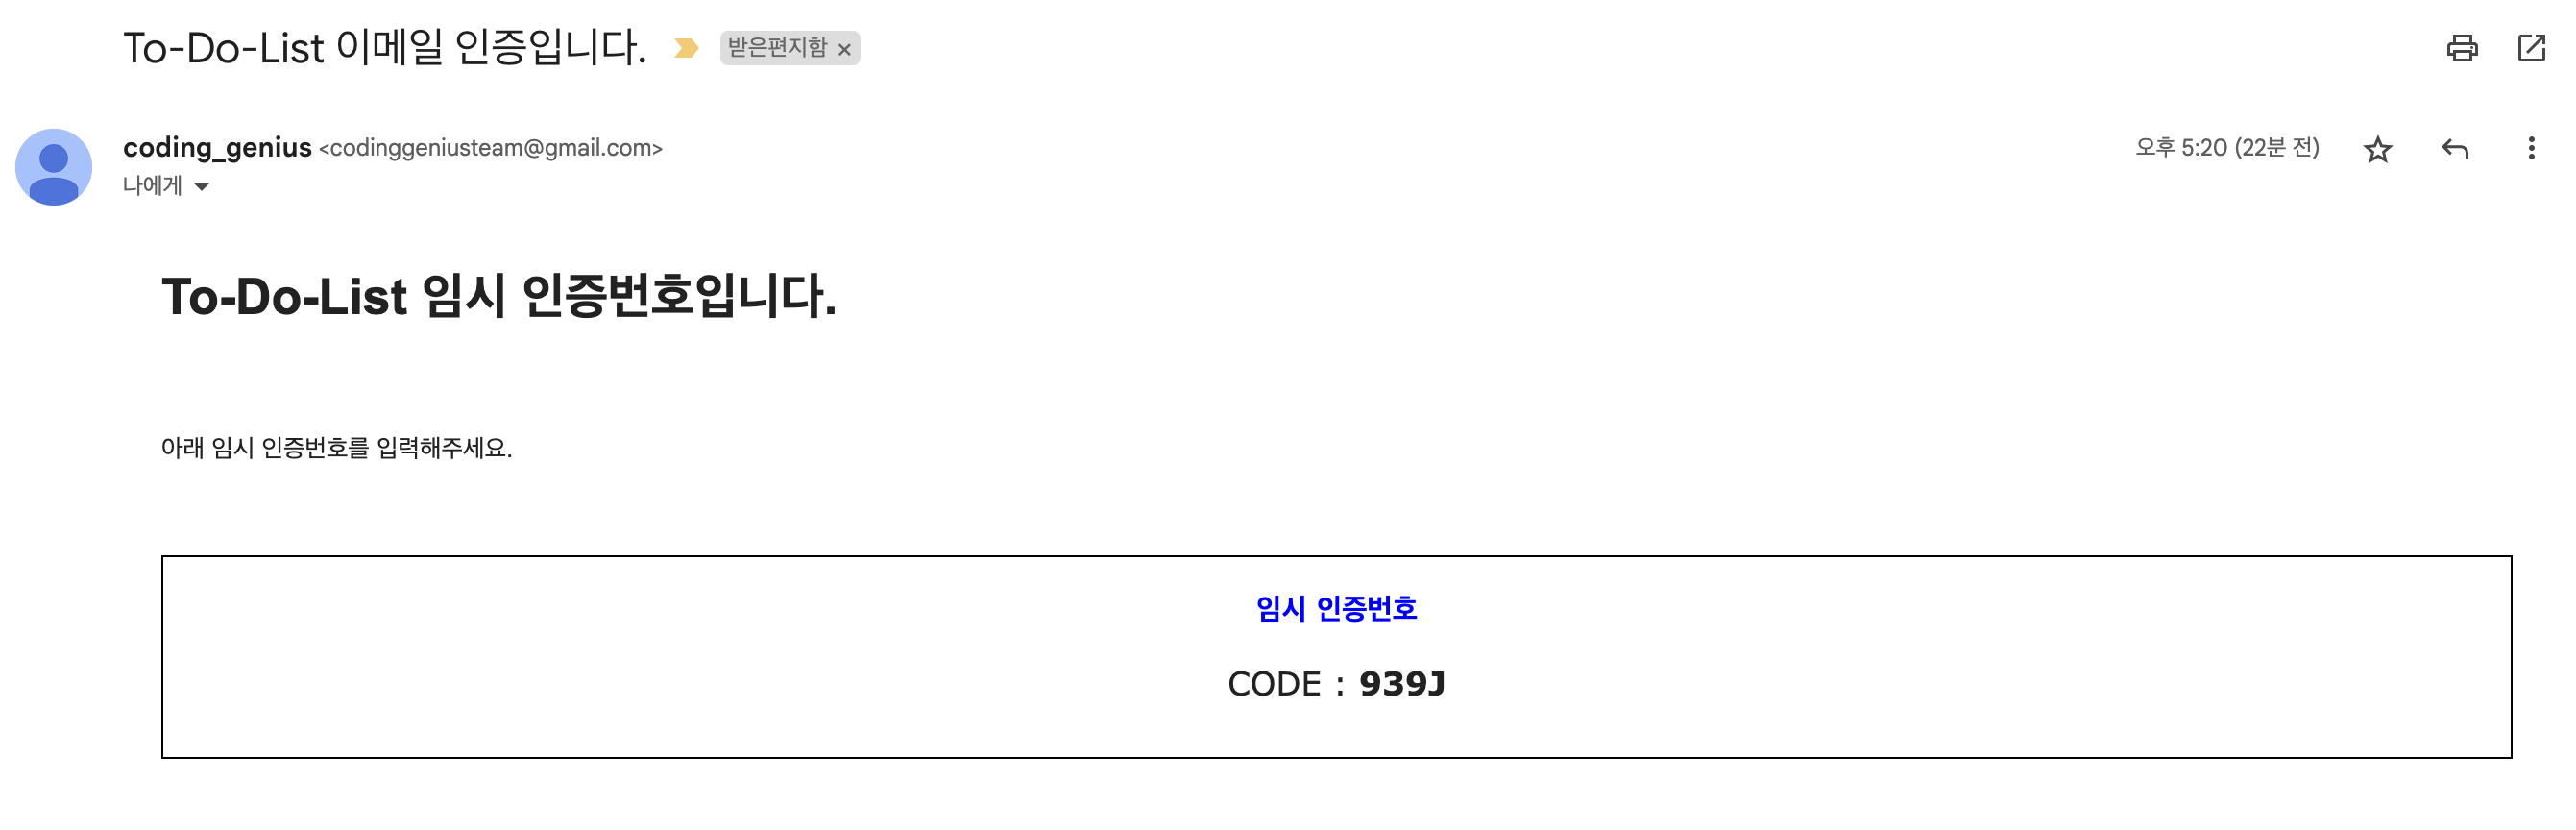 To-Do-List 이메일 인증입니다. 받은편지함 ×
coding_genius <codinggeniusteam@gmail.com> 오후 5:20 (22분 전)
나에게
To-Do-List 임시 인증번호입니다.
아래 임시 인증번호를 입력해주세요.
임시 인증번호
CODE : 939J